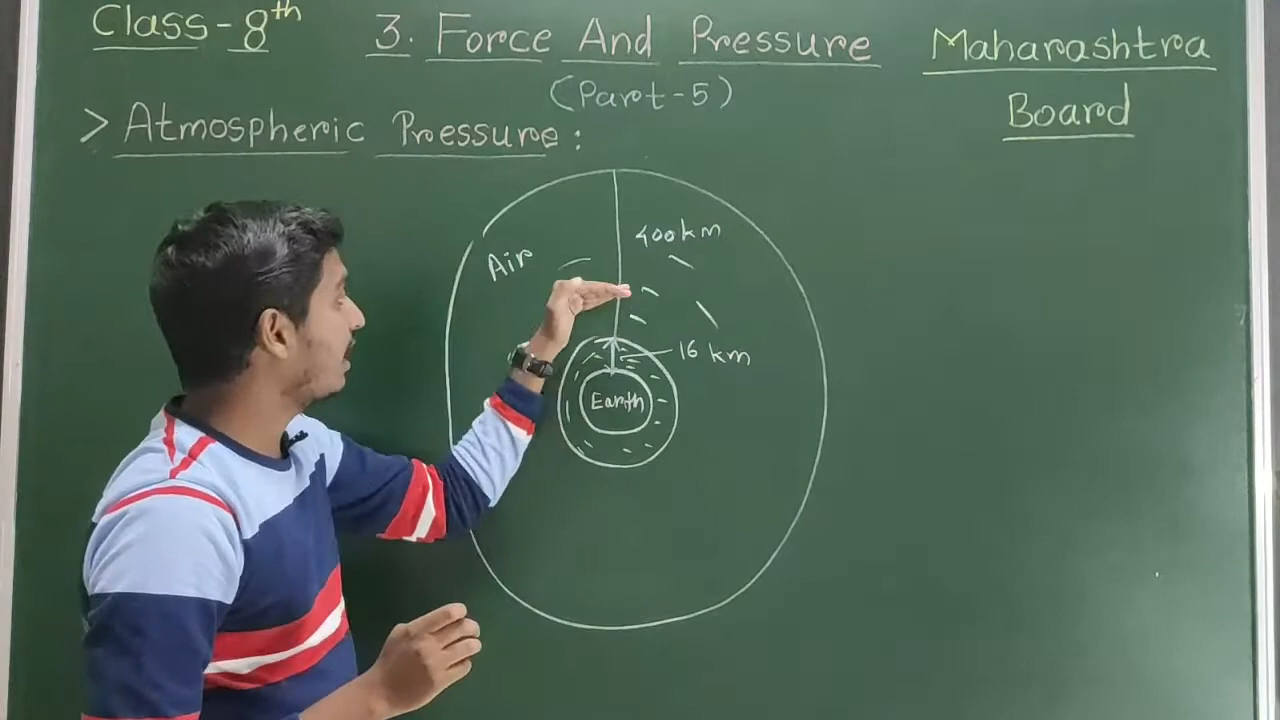 Class-8th
3. Force And Pressure
Maharashtra
Board
(Part-5)
> Atmospheric Pressure:
400 km
Air
16 km
Earth